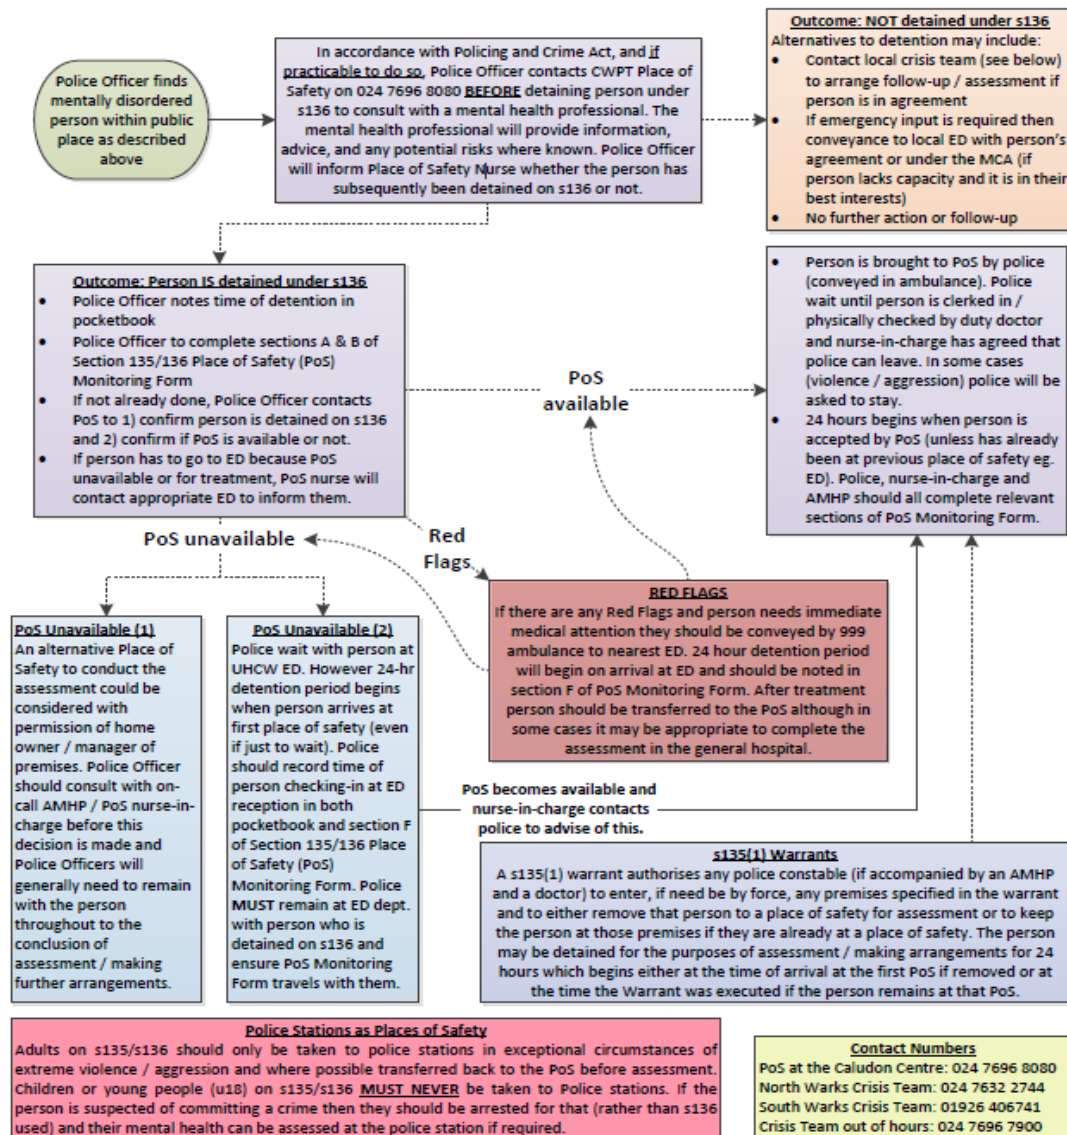 Police Officer finds
mentally disordered
person within public
place as described
above
In accordance with Policing and Crime Act, and if
practicable to do so, Police Officer contacts CWPT Place of
Safety on 024 7696 8080 BEFORE detaining person under
s136 to consult with a mental health professional. The
mental health professional will provide information,
advice, and any potential risks where known. Police Officer
will inform Place of Safety Nurse whether the person has
subsequently been detained on s136 or not.
Outcome: NOT detained under s136
Alternatives to detention may include:
• Contact local crisis team (see below)
to arrange follow-up / assessment if
person is in agreement
• If emergency input is required then
conveyance to local ED with person's
agreement or under the MCA (if
person lacks capacity and it is in their
best interests)
• No further action or follow-up
Outcome: Person IS detained under s136
• Police Officer notes time of detention in
pocketbook
• Police Officer to complete sections A & B of
Section 135/136 Place of Safety (PoS)
Monitoring Form
• If not already done, Police Officer contacts
PoS to 1) confirm person is detained on s136
and 2) confirm if PoS is available or not.
• If person has to go to ED because PoS
unavailable or for treatment, PoS nurse will
contact appropriate ED to inform them.
PoS
available
• Person is brought to PoS by police
(conveyed in ambulance). Police
wait until person is clerked in /
physically checked by duty doctor
and nurse-in-charge has agreed that
police can leave. In some cases
(violence / aggression) police will be
asked to stay.
• 24 hours begins when person is
accepted by PoS (unless has already
been at previous place of safety eg.
ED). Police, nurse-in-charge and
AMHP should all complete relevant
sections of PoS Monitoring Form.
PoS unavailable
Red
Flags
RED FLAGS
If there are any Red Flags and person needs immediate
medical attention they should be conveyed by 999
ambulance to nearest ED. 24 hour detention period
will begin on arrival at ED and should be noted in
section F of PoS Monitoring Form. After treatment
person should be transferred to the PoS although in
some cases it may be appropriate to complete the
assessment in the general hospital.
PoS Unavailable (1)
An alternative Place of
Safety to conduct the
assessment could be
considered with
permission of home
owner / manager of
premises. Police Officer
should consult with on-
call AMHP / PoS nurse-in-
charge before this
decision is made and
Police Officers will
generally need to remain
with the person
throughout to the
conclusion of
assessment / making
further arrangements.
PoS Unavailable (2)
Police wait with person at
UHCW ED. However 24-hr
detention period begins
when person arrives at
first place of safety (even
if just to wait). Police
should record time of
person checking-in at ED
reception in both
pocketbook and section F
of Section 135/136 Place
of Safety (PoS)
Monitoring Form. Police
MUST remain at ED dept.
with person who is
detained on s136 and
ensure PoS Monitoring
Form travels with them.
PoS becomes available and
nurse-in-charge contacts
police to advise of this.
s135(1) Warrants
A s135(1) warrant authorises any police constable (if accompanied by an AMHP
and a doctor) to enter, if need be by force, any premises specified in the warrant
and to either remove that person to a place of safety for assessment or to keep
the person at those premises if they are already at a place of safety. The person
may be detained for the purposes of assessment / making arrangements for 24
hours which begins either at the time of arrival at the first PoS if removed or at
the time the Warrant was executed if the person remains at that PoS.
Police Stations as Places of Safety
Adults on s135/s136 should only be taken to police stations in exceptional circumstances of
extreme violence / aggression and where possible transferred back to the PoS before assessment.
Children or young people (u18) on s135/s136 MUST NEVER be taken to Police stations. If the
person is suspected of committing a crime then they should be arrested for that (rather than s136
used) and their mental health can be assessed at the police station if required.
Contact Numbers
PoS at the Caludon Centre: 024 7696 8080
North Warks Crisis Team: 024 7632 2744
South Warks Crisis Team: 01926 406741
Crisis Team out of hours: 024 7696 7900